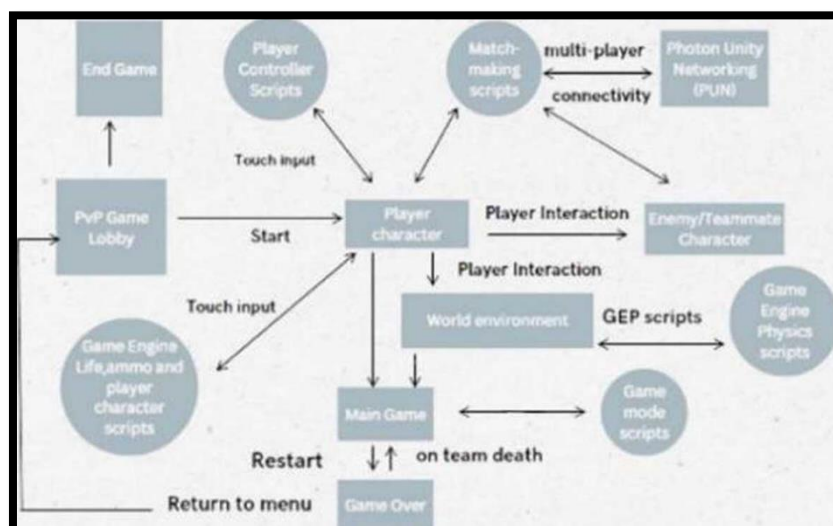 End Game
Player
Controller
Scripts
Match-
making
scripts
multi-player
connectivity
Photon Unity
Networking
(PUN)
Touch input
PvP Game
Lobby
Start
Player
character
Player Interaction
Enemy/Teammate
Character
Player Interaction
Touch input
World environment
GEP scripts
Game
Engine
Physics
scripts
Game Engine
Life,ammo and
player
character
scripts
Main Game
Game
mode
scripts
Restart
on team death
Return to menu
Game Over